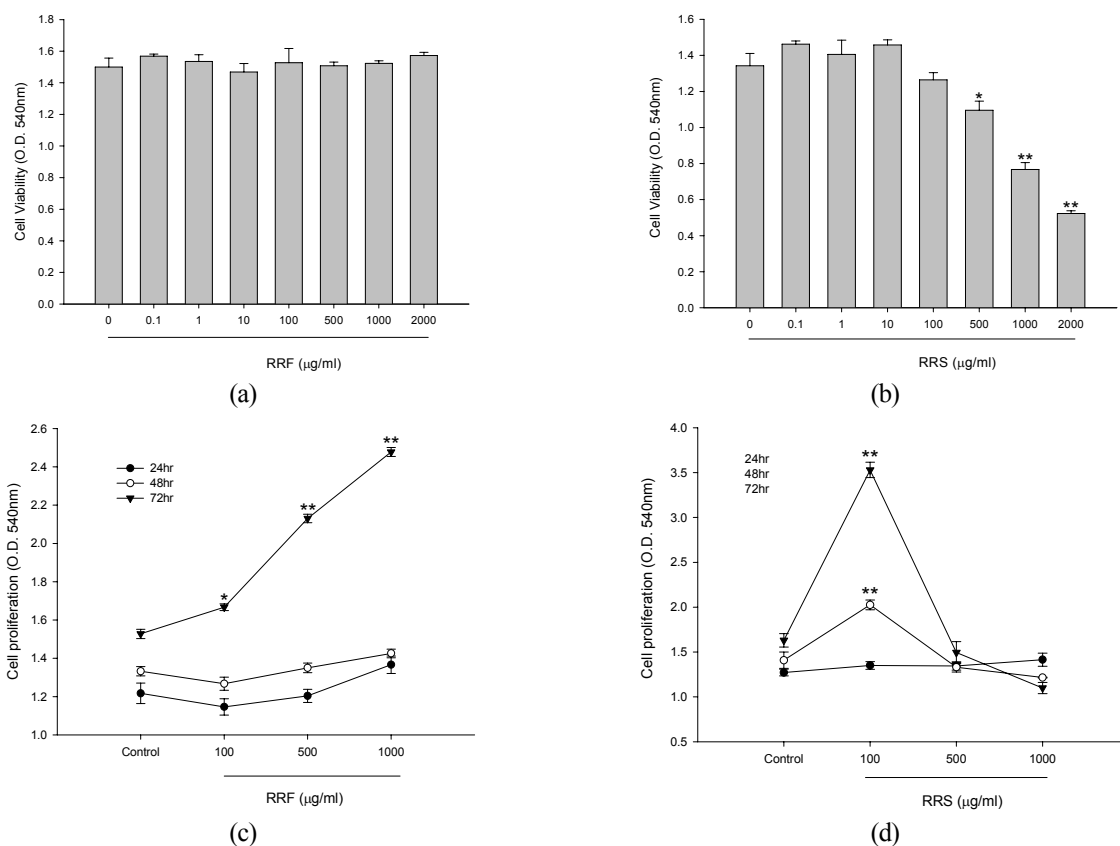 1.8
1.6
1.4
1.2
1.0
0.8
0.6
0.4
0.2
0.0
Cell Viability (O.D. 540nm)
0 0.1 1 10 100 500 1000 2000
RRF (μg/ml)
(a)
1.6
1.4
1.2
1.0
0.8
0.6
0.4
0.2
0.0
Cell Viability (O.D. 540nm)
*
**
**
0 0.1 1 10 100 500 1000 2000
RRS (μg/ml)
(b)
2.6
2.4
2.2
2.0
1.8
1.6
1.4
1.2
1.0
Cell proliferation (O.D. 540nm)
24hr
48hr
72hr
*
**
**
Control 100 500 1000
RRF (μg/ml)
(c)
4.0
3.5
3.0
2.5
2.0
1.5
1.0
0.5
Cell proliferation (O.D. 540nm)
24hr
48hr
72hr
**
**
Control 100 500 1000
RRS (μg/ml)
(d)